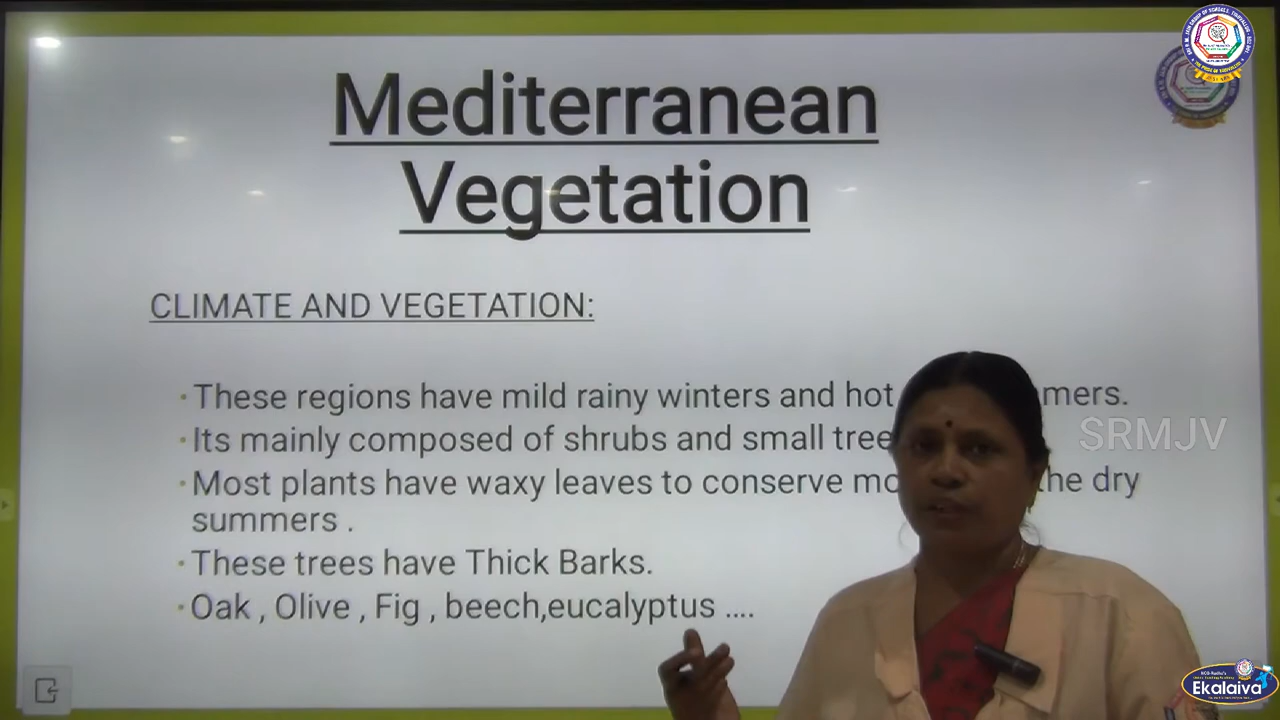 Mediterranean
Vegetation
CLIMATE AND VEGETATION:
These regions have mild rainy winters and hot mers.
Its mainly composed of shrubs and small tree
SRMJV
Most plants have waxy leaves to conserve mo the dry
summers .
These trees have Thick Barks.
Oak , Olive , Fig , beech,eucalyptus ....
Ekalaiva